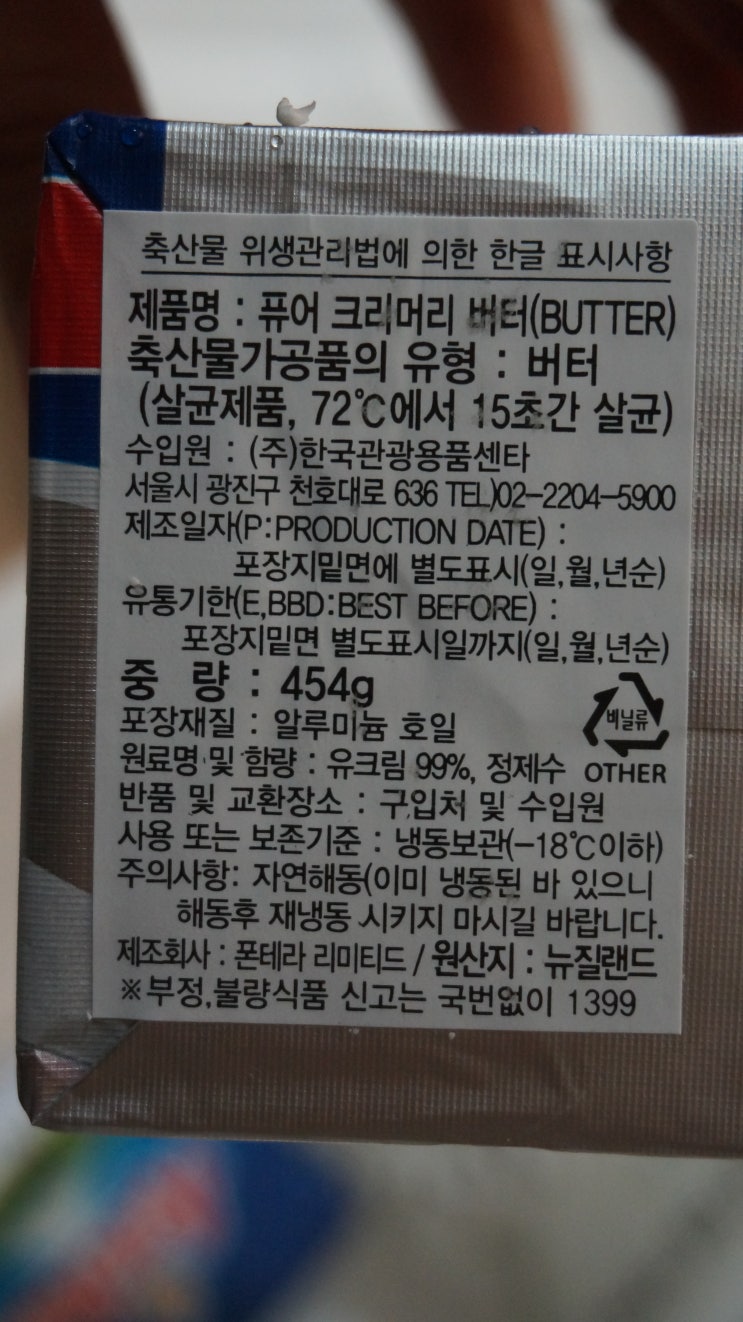 축산물 위생관리법에 의한 한글 표시사항
제품명 : 퓨어 크리머리 버터(BUTTER)
축산물가공품의 유형 : 버터
(살균제품, 72℃에서 15초간 살균)
수입원 : (주)한국관광용품센타
서울시 광진구 천호대로 636 TEL)02-2204-5900
제조일자(P:PRODUCTION DATE) :
포장지밑면에 별도표시(일,월,년순)
유통기한(E,BBD:BEST BEFORE) :
포장지밑면 별도표시일까지(일,월,년순)
중 량 : 454g
포장재질 : 알루미늄 호일
비닐류
원료명 및 함량 : 유크림 99%, 정제수
OTHER
반품 및 교환장소 : 구입처 및 수입원
사용 또는 보존기준 : 냉동보관(-18℃이하)
주의사항: 자연해동(이미 냉동된 바 있으니
해동후 재냉동 시키지 마시길 바랍니다.
제조회사 : 폰테라 리미티드 / 원산지 : 뉴질랜드
※부정,불량식품 신고는 국번없이 1399